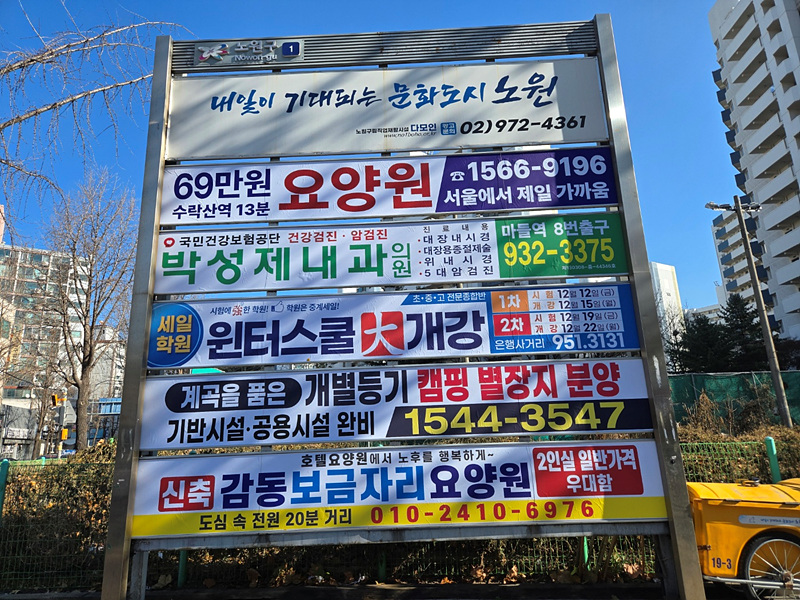 노원구 1
Nowon-gu
내일이 기대되는 문화도시 노원
노원구립직업재활시설 다모인 02)972-4361
69만원 요양원 ☎1566-9196
수락산역 13분 서울에서 제일 가까움
국민건강보험공단 건강검진·암검진
박성제내과의원
진료내용
·대장내시경
·대장용종절제술
·위내시경
·5대암검진
마들역 8번출구
932-3375
세일학원
시험에 강한 학원! 학원은 중계세일!
초·중·고 전문종합반
윈터스쿨 大개강
1차 시험 12월 12일(금)
개강 12월 15일(월)
2차 시험 12월 19일(금)
개강 12월 22일(월)
은행사거리 951.3131
계곡을 품은 개별등기 캠핑 별장지 분양
기반시설·공용시설 완비 1544-3547
호텔요양원에서 노후를 행복하게~
신축 감동보금자리요양원
2인실 일반가격
우대함
도심 속 전원 20분 거리 010-2410-6976
19-3